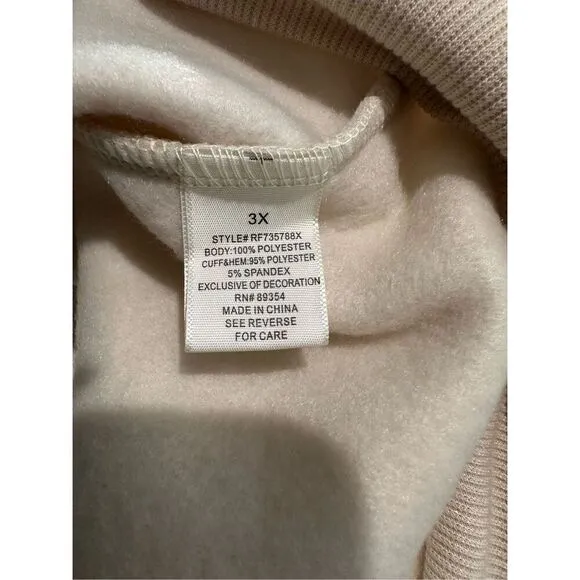 3X
STYLE# RF735788X
BODY:100% POLYESTER
CUFF&HEM:95% POLYESTER
5% SPANDEX
EXCLUSIVE OF DECORATION
RN# 89354
MADE IN CHINA
SEE REVERSE
FOR CARE